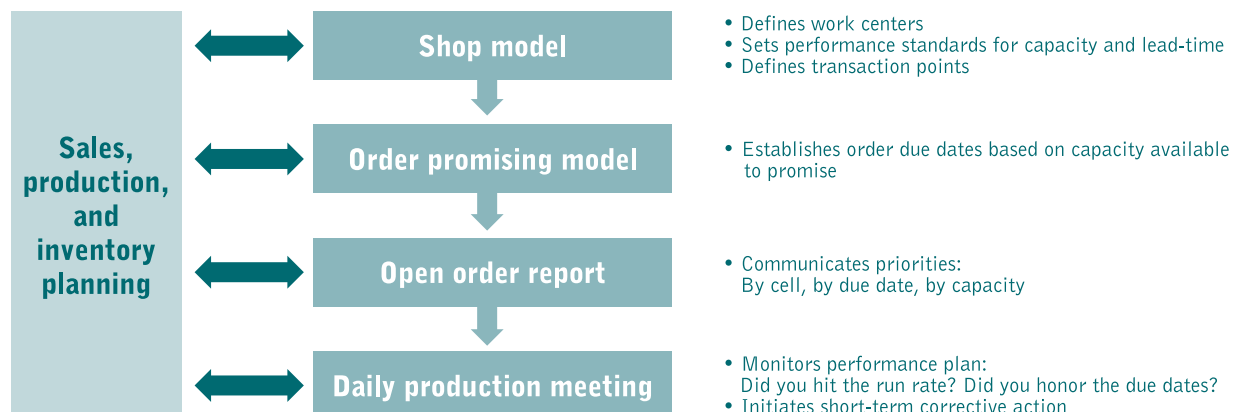 Sales,
production,
and
inventory
planning
Shop model
• Defines work centers
• Sets performance standards for capacity and lead-time
• Defines transaction points
Order promising model
• Establishes order due dates based on capacity available
to promise
Open order report
• Communicates priorities:
By cell, by due date, by capacity
Daily production meeting
• Monitors performance plan:
Did you hit the run rate? Did you honor the due dates?
• Initiates short-term corrective action